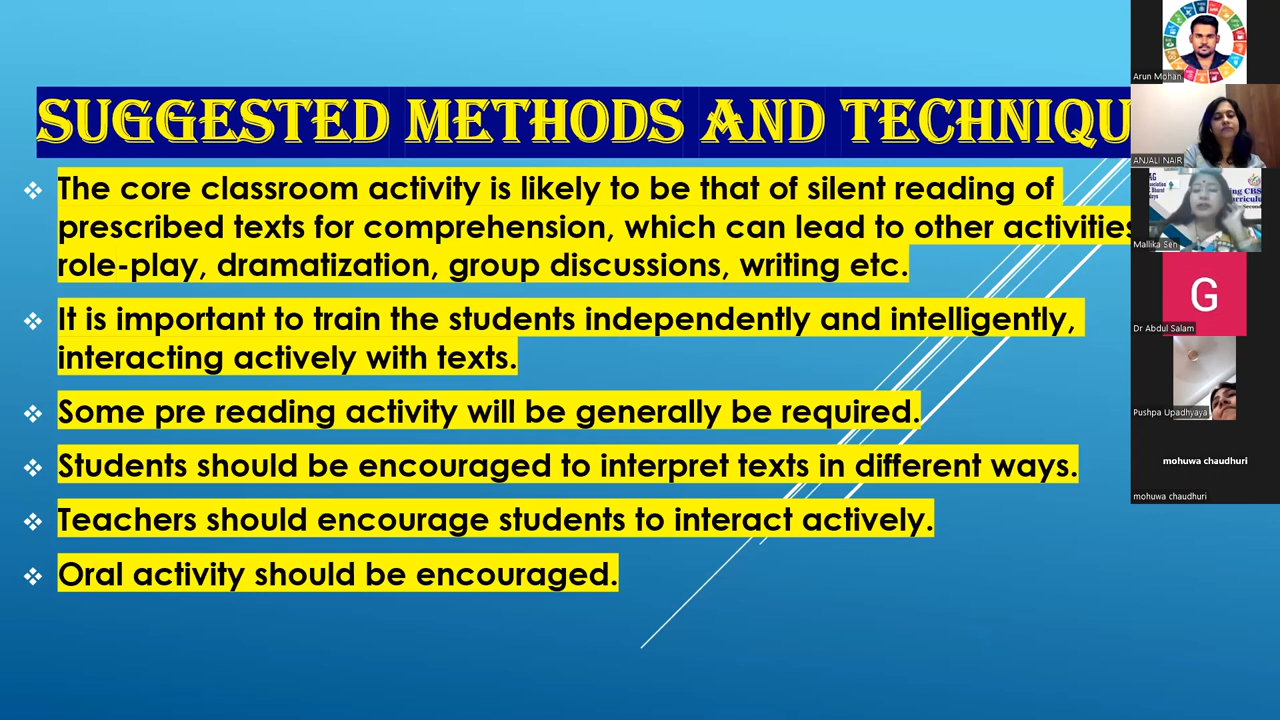 SUGGESTED METHODS AND TECHNIQU
The core classroom activity is likely to be that of silent reading of
prescribed texts for comprehension, which can lead to other activities
role-play, dramatization, group discussions, writing etc.
It is important to train the students independently and intelligently,
interacting actively with texts.
Some pre reading activity will be generally be required.
Students should be encouraged to interpret texts in different ways.
Teachers should encourage students to interact actively.
Oral activity should be encouraged.
Arun Mohan
ANJALI NAIR
Mallika Sen
G
Dr Abdul Salam
Pushpa Upadhyaya
mohuwa chaudhuri
mohuwa chaudhuri